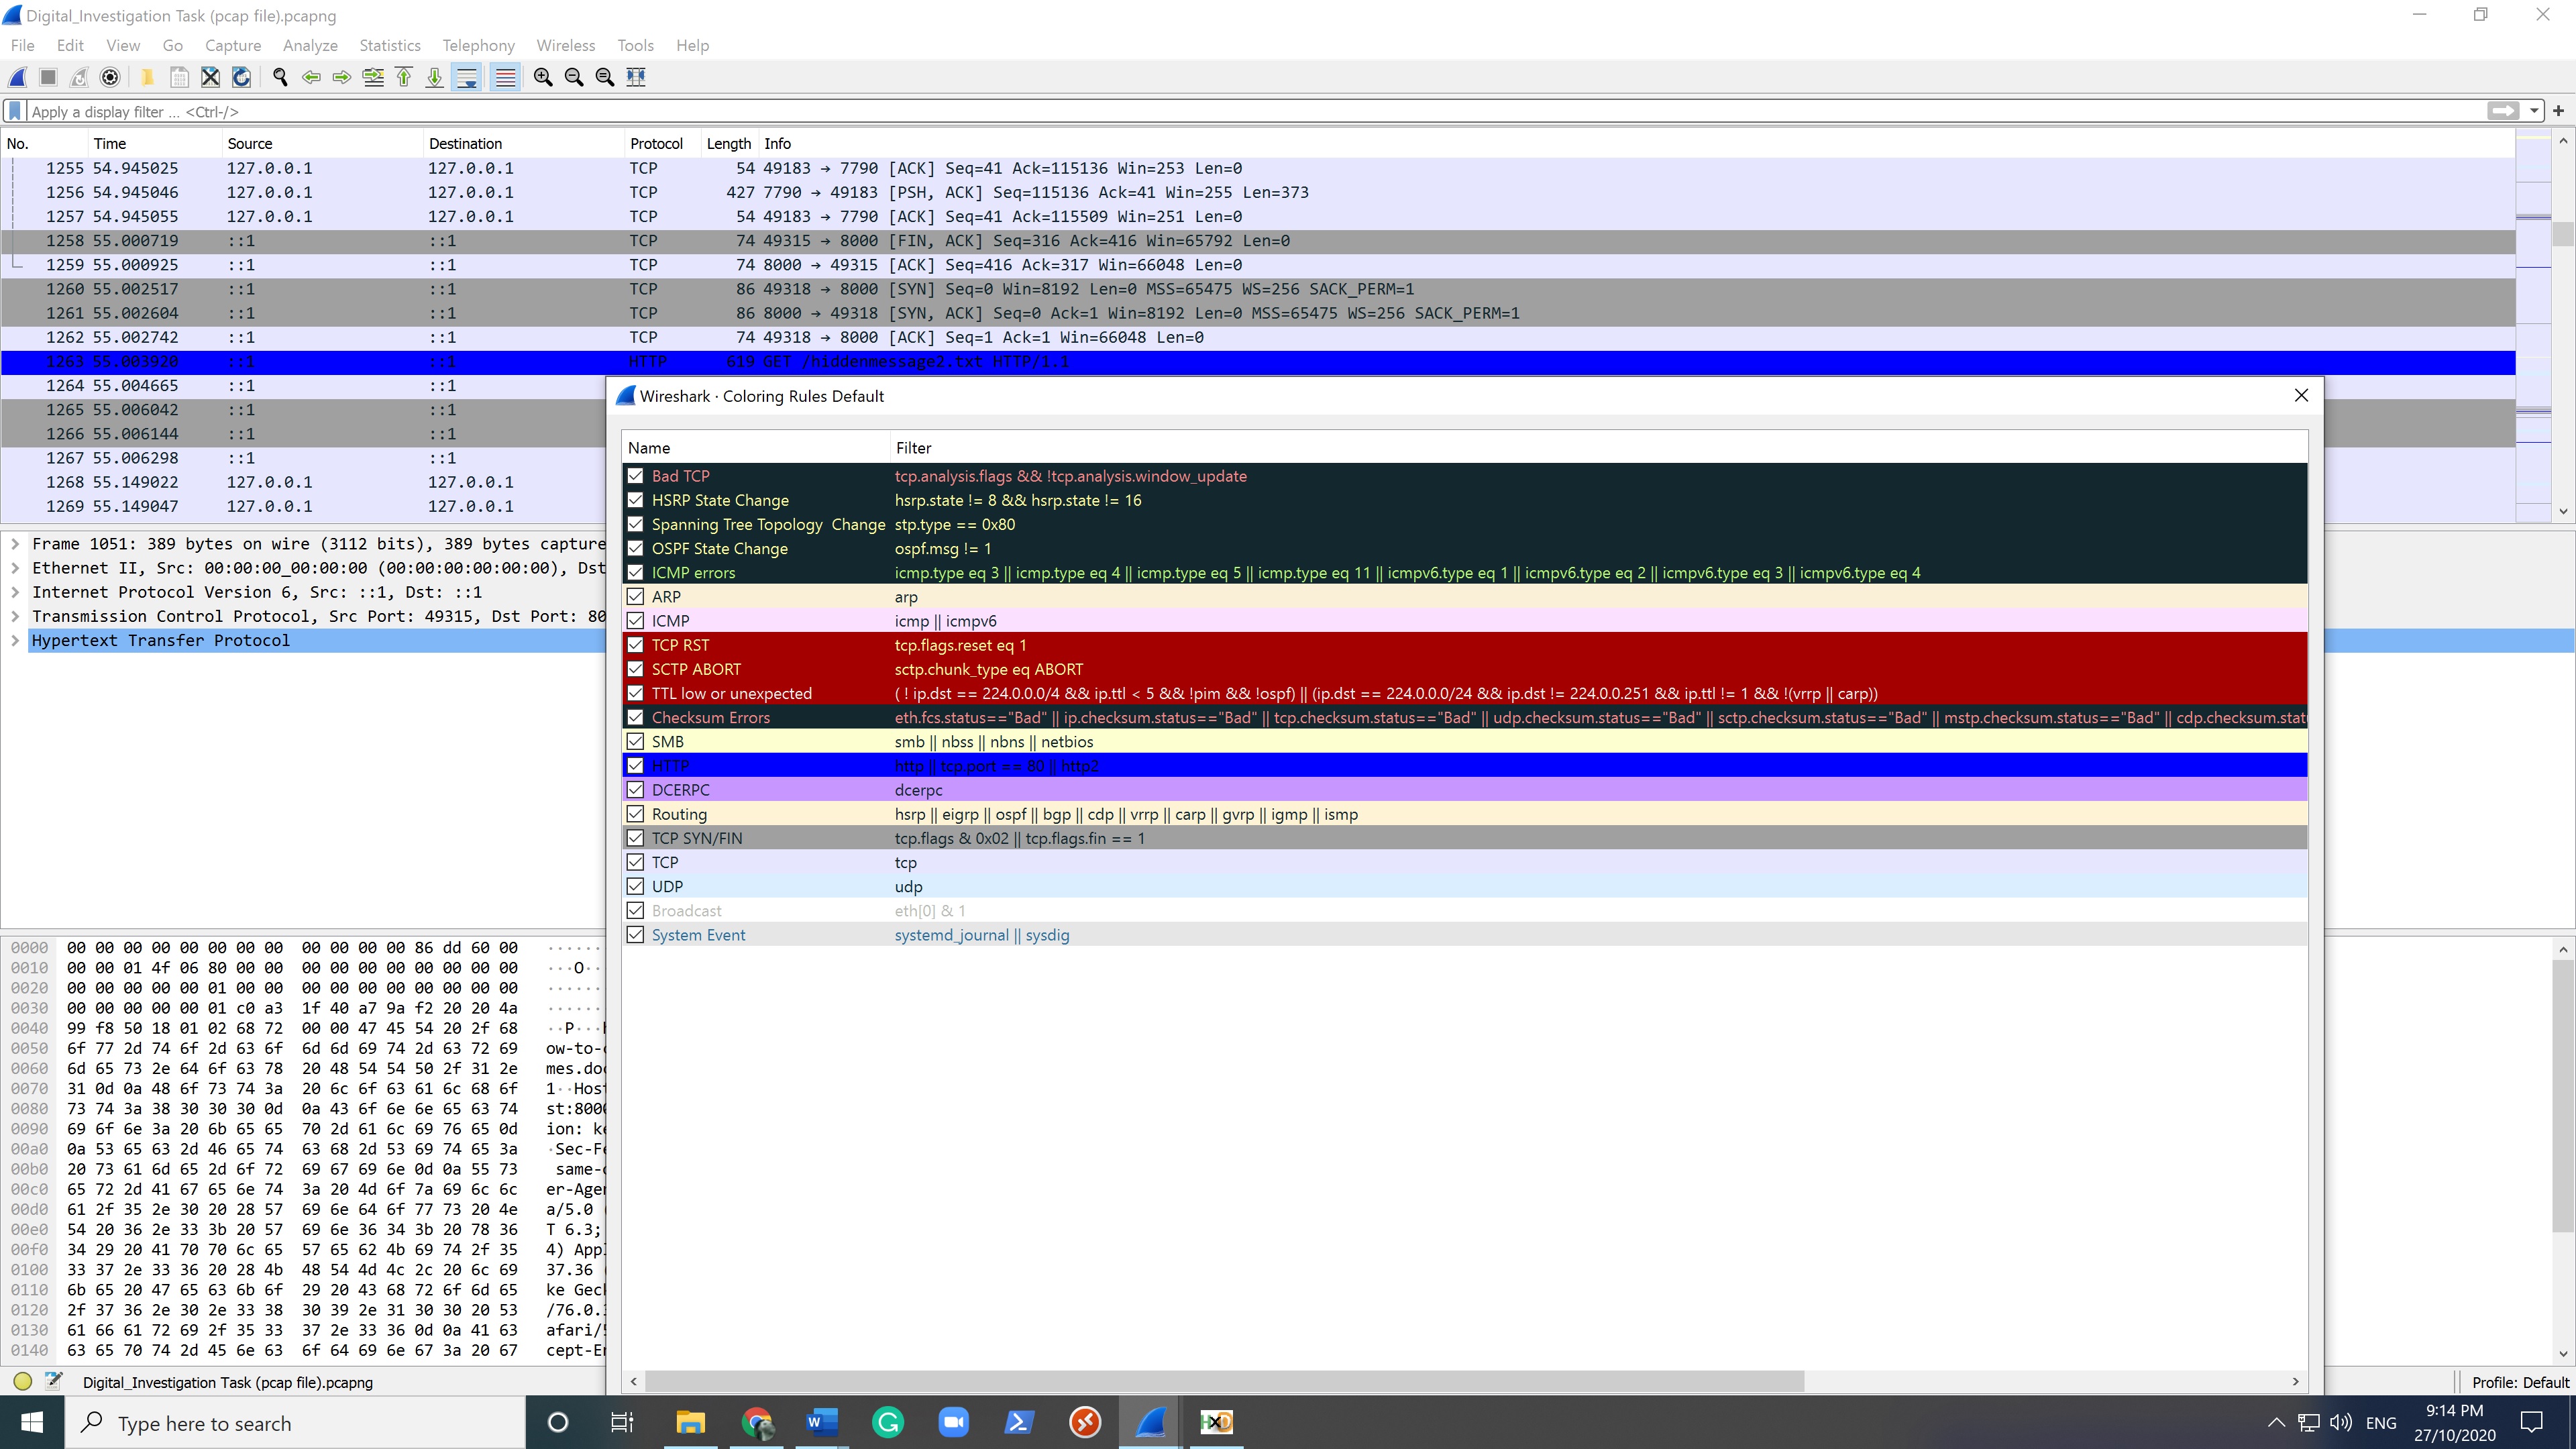 Digital_Investigation Task (pcap file).pcapng
File Edit View Go Capture Analyze Statistics Telephony Wireless Tools Help
Apply a display filter ... <Ctrl-/>
No. Time Source Destination Protocol Length Info
1255 54.945025 127.0.0.1 127.0.0.1 TCP 54 49183 → 7790 [ACK] Seq=41 Ack=115136 Win=253 Len=0
1256 54.945046 127.0.0.1 127.0.0.1 TCP 427 7790 → 49183 [PSH, ACK] Seq=115136 Ack=41 Win=255 Len=373
1257 54.945055 127.0.0.1 127.0.0.1 TCP 54 49183 → 7790 [ACK] Seq=41 Ack=115509 Win=251 Len=0
1258 55.000719 ::1 ::1 TCP 74 49315 → 8000 [FIN, ACK] Seq=316 Ack=416 Win=65792 Len=0
1259 55.000925 ::1 ::1 TCP 74 8000 → 49315 [ACK] Seq=416 Ack=317 Win=66048 Len=0
1260 55.002517 ::1 ::1 TCP 86 49318 → 8000 [SYN] Seq=0 Win=8192 Len=0 MSS=65475 WS=256 SACK_PERM=1
1261 55.002604 ::1 ::1 TCP 86 8000 → 49318 [SYN, ACK] Seq=0 Ack=1 Win=8192 Len=0 MSS=65475 WS=256 SACK_PERM=1
1262 55.002742 ::1 ::1 TCP 74 49318 → 8000 [ACK] Seq=1 Ack=1 Win=66048 Len=0
1263 55.003920 ::1 ::1 HTTP 619 GET /hiddenmessage2.txt HTTP/1.1
1264 55.004665 ::1 ::1
1265 55.006042 ::1 ::1
1266 55.006144 ::1 ::1
1267 55.006298 ::1 ::1
1268 55.149022 127.0.0.1 127.0.0.1
1269 55.149047 127.0.0.1 127.0.0.1
Wireshark · Coloring Rules Default
Name Filter
Bad TCP tcp.analysis.flags && !tcp.analysis.window_update
HSRP State Change hsrp.state != 8 && hsrp.state != 16
Spanning Tree Topology Change stp.type == 0x80
OSPF State Change ospf.msg != 1
ICMP errors icmp.type eq 3 || icmp.type eq 4 || icmp.type eq 5 || icmp.type eq 11 || icmpv6.type eq 1 || icmpv6.type eq 2 || icmpv6.type eq 3 || icmpv6.type eq 4
ARP arp
ICMP icmp || icmpv6
TCP RST tcp.flags.reset eq 1
SCTP ABORT sctp.chunk_type eq ABORT
TTL low or unexpected ( ! ip.dst == 224.0.0.0/4 && ip.ttl < 5 && !pim && !ospf) || (ip.dst == 224.0.0.0/24 && ip.dst != 224.0.0.251 && ip.ttl != 1 && !(vrrp || carp))
Checksum Errors eth.fcs.status=="Bad" || ip.checksum.status=="Bad" || tcp.checksum.status=="Bad" || udp.checksum.status=="Bad" || sctp.checksum.status=="Bad" || mstp.checksum.status=="Bad" || cdp.checksum.stat
SMB smb || nbss || nbns || netbios
HTTP http || tcp.port == 80 || http2
DCERPC dcerpc
Routing hsrp || eigrp || ospf || bgp || cdp || vrrp || carp || gvrp || igmp || ismp
TCP SYN/FIN tcp.flags & 0x02 || tcp.flags.fin == 1
TCP tcp
UDP udp
Broadcast eth[0] & 1
System Event systemd_journal || sysdig
Frame 1051: 389 bytes on wire (3112 bits), 389 bytes capture
Ethernet II, Src: 00:00:00_00:00:00 (00:00:00:00:00:00), Dst
Internet Protocol Version 6, Src: ::1, Dst: ::1
Transmission Control Protocol, Src Port: 49315, Dst Port: 80
Hypertext Transfer Protocol
0000 00 00 00 00 00 00 00 00 00 00 00 00 86 dd 60 00 ······
0010 00 00 01 4f 06 80 00 00 00 00 00 00 00 00 00 00 ···O··
0020 00 00 00 00 00 01 00 00 00 00 00 00 00 00 00 00 ······
0030 00 00 00 00 00 01 c0 a3 1f 40 a7 9a f2 20 20 4a ······
0040 99 f8 50 18 01 02 68 72 00 00 47 45 54 20 2f 68 ··P···h
0050 6f 77 2d 74 6f 2d 63 6f 6d 6d 69 74 2d 63 72 69 ow-to-c
0060 6d 65 73 2e 64 6f 63 78 20 48 54 54 50 2f 31 2e mes.doc
0070 31 0d 0a 48 6f 73 74 3a 20 6c 6f 63 61 6c 68 6f 1··Host
0080 73 74 3a 38 30 30 30 0d 0a 43 6f 6e 6e 65 63 74 st:8000
0090 69 6f 6e 3a 20 6b 65 65 70 2d 61 6c 69 76 65 0d ion: ke
00a0 0a 53 65 63 2d 46 65 74 63 68 2d 53 69 74 65 3a ·Sec-Fe
00b0 20 73 61 6d 65 2d 6f 72 69 67 69 6e 0d 0a 55 73 same-o
00c0 65 72 2d 41 67 65 6e 74 3a 20 4d 6f 7a 69 6c 6c er-Agen
00d0 61 2f 35 2e 30 20 28 57 69 6e 64 6f 77 73 20 4e a/5.0 (
00e0 54 20 36 2e 33 3b 20 57 69 6e 36 34 3b 20 78 36 T 6.3;
00f0 34 29 20 41 70 70 6c 65 57 65 62 4b 69 74 2f 35 4) Appl
0100 33 37 2e 33 36 20 28 4b 48 54 4d 4c 2c 20 6c 69 37.36 (
0110 6b 65 20 47 65 63 6b 6f 29 20 43 68 72 6f 6d 65 ke Geck
0120 2f 37 36 2e 30 2e 33 38 30 39 2e 31 30 30 20 53 /76.0.3
0130 61 66 61 72 69 2f 35 33 37 2e 33 36 0d 0a 41 63 afari/5
0140 63 65 70 74 2d 45 6e 63 6f 64 69 6e 67 3a 20 67 cept-En
Digital_Investigation Task (pcap file).pcapng Profile: Default
Type here to search
ENG
9:14 PM
27/10/2020